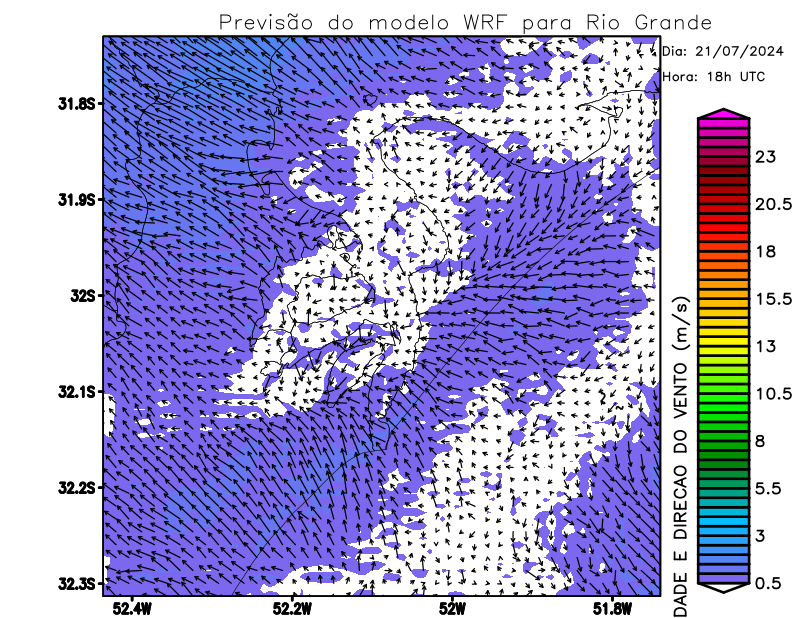 Previsão do modelo WRF para Rio Grande
Dia: 21/07/2024
Hora: 18h UTC
31.8S
31.9S
32S
32.1S
32.2S
32.3S
52.4W
52.2W
52W
51.8W
23
20.5
18
15.5
13
10.5
8
5.5
3
0.5
DADE E DIRECAO DO VENTO (m/s)